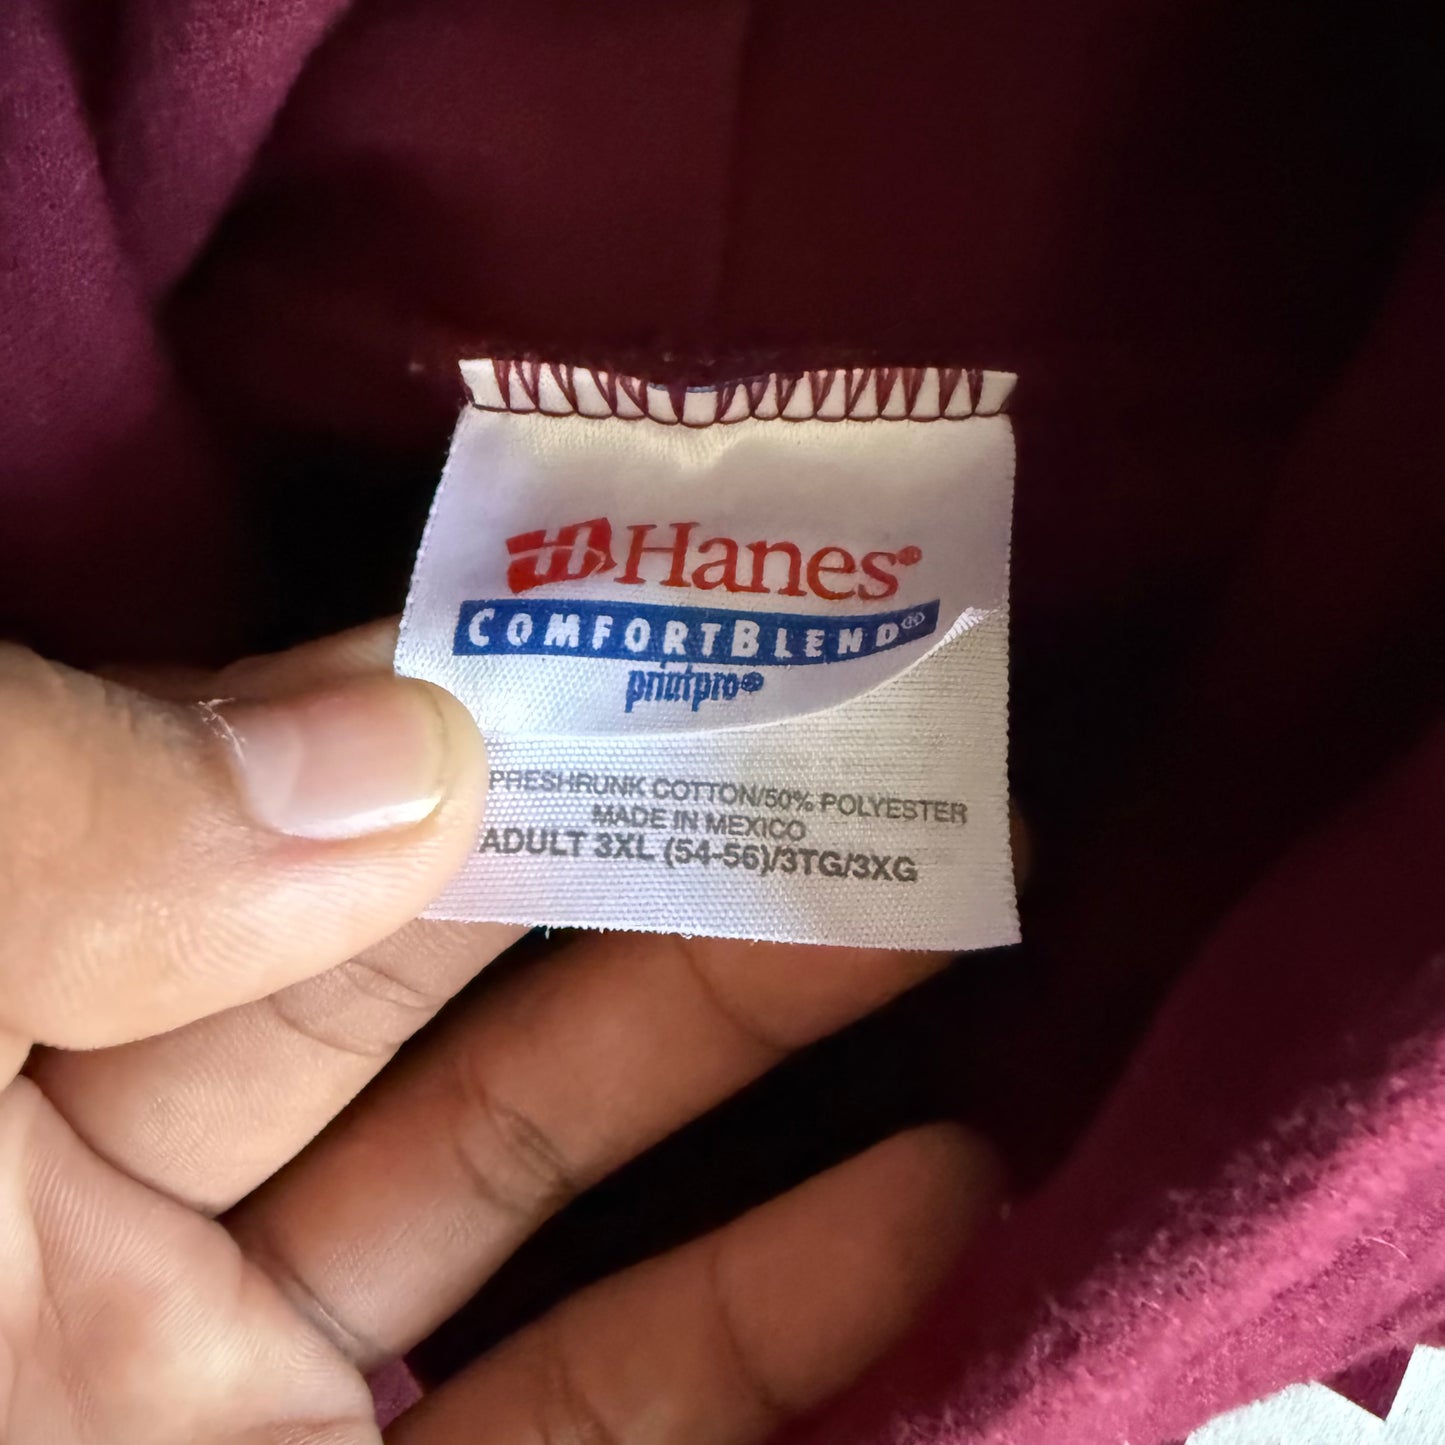 Hanes®
COMFORTBLEND®
printpro®
PRESHRUNK COTTON/50% POLYESTER
MADE IN MEXICO
ADULT 3XL (54-56)/3TG/3XG